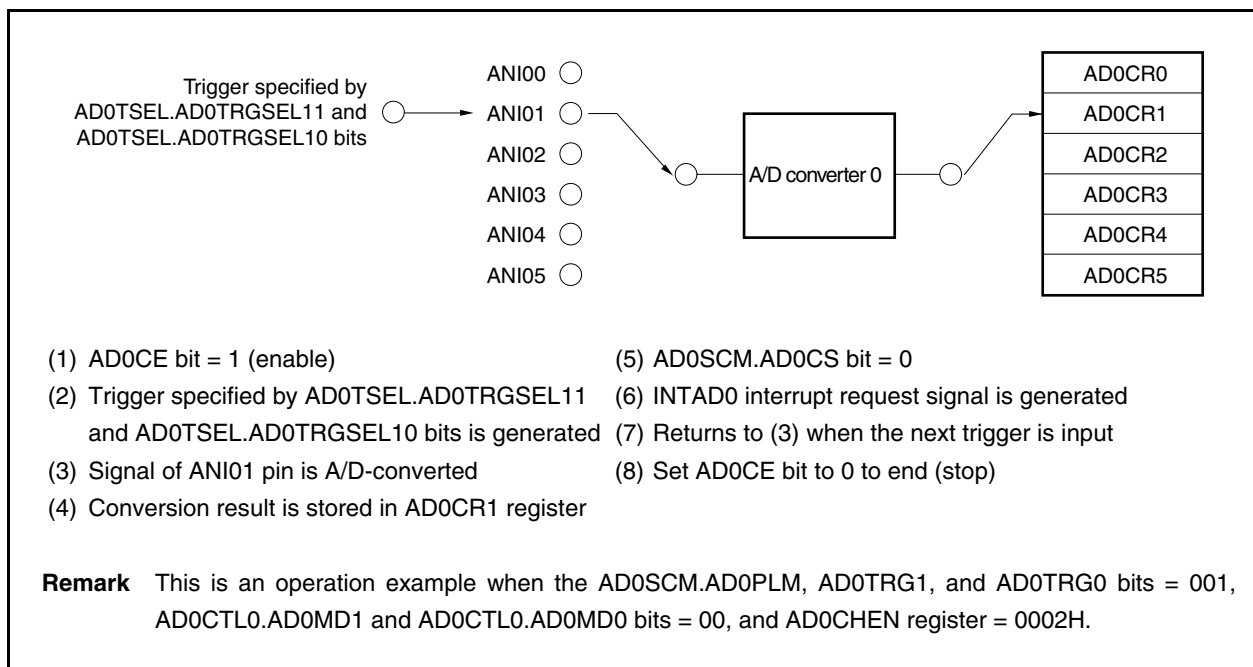 Trigger specified by
AD0TSEL.AD0TRGSEL11 and
AD0TSEL.AD0TRGSEL10 bits
ANI00
ANI01
ANI02
ANI03
ANI04
ANI05
A/D converter 0
AD0CR0
AD0CR1
AD0CR2
AD0CR3
AD0CR4
AD0CR5
(1) AD0CE bit = 1 (enable)
(2) Trigger specified by AD0TSEL.AD0TRGSEL11
and AD0TSEL.AD0TRGSEL10 bits is generated
(3) Signal of ANI01 pin is A/D-converted
(4) Conversion result is stored in AD0CR1 register
(5) AD0SCM.AD0CS bit = 0
(6) INTAD0 interrupt request signal is generated
(7) Returns to (3) when the next trigger is input
(8) Set AD0CE bit to 0 to end (stop)
Remark This is an operation example when the AD0SCM.AD0PLM, AD0TRG1, and AD0TRG0 bits = 001,
AD0CTL0.AD0MD1 and AD0CTL0.AD0MD0 bits = 00, and AD0CHEN register = 0002H.